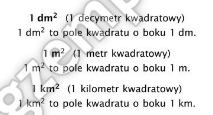 1 dm² (1 decymetr kwadratowy)
1 dm² to pole kwadratu o boku 1 dm.
1 m² (1 metr kwadratowy)
1 m² to pole kwadratu o boku 1 m.
1 km² (1 kilometr kwadratowy)
1 km² to pole kwadratu o boku 1 km.